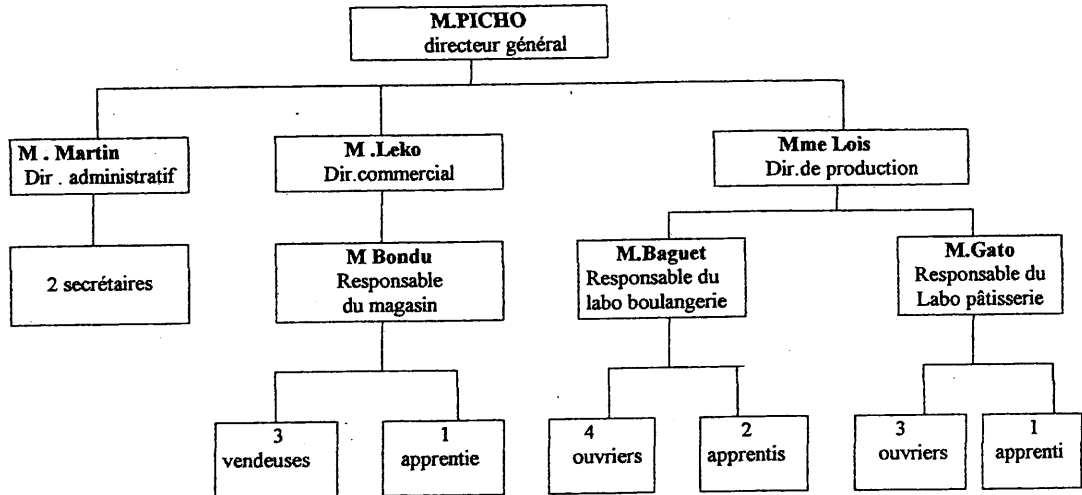 M.PICHO
directeur général
M . Martin
Dir . administratif
M .Leko
Dir.commercial
Mme Lois
Dir.de production
2 secrétaires
M Bondu
Responsable
du magasin
M.Baguet
Responsable du
labo boulangerie
M.Gato
Responsable du
Labo pâtisserie
3
vendeuses
1
apprentie
4
ouvriers
2
apprentis
3
ouvriers
1
apprenti